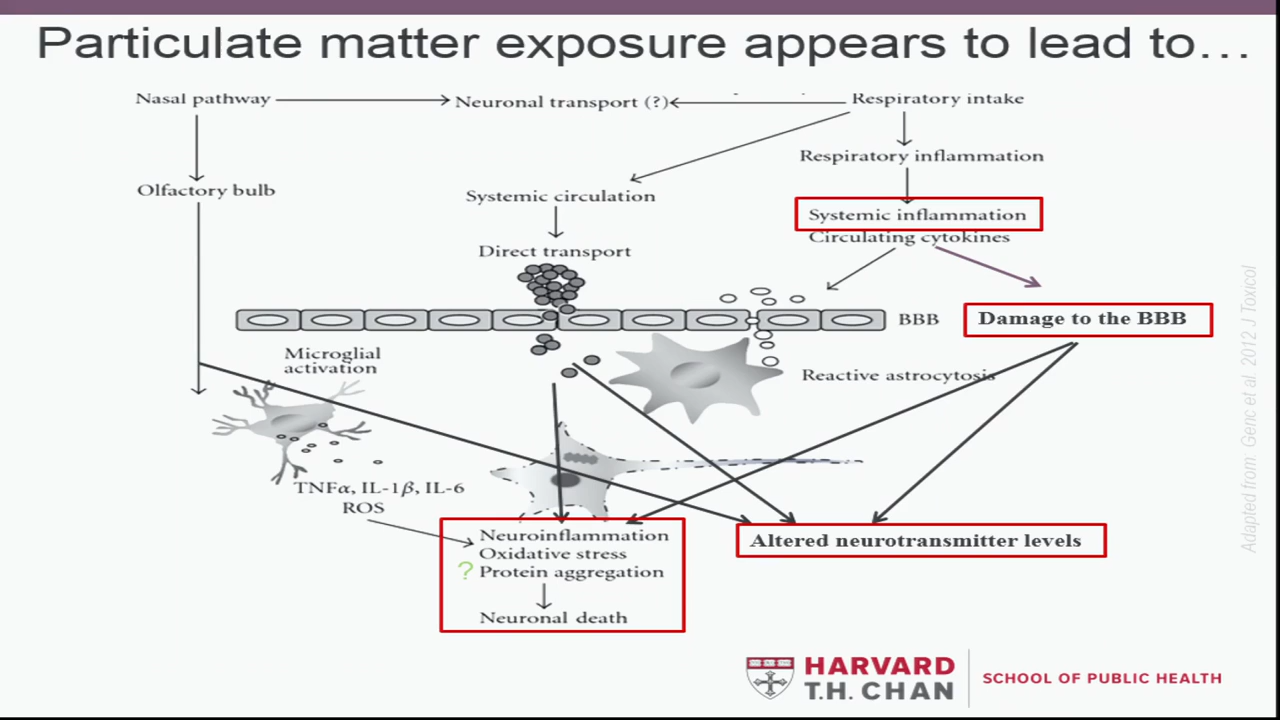 Particulate matter exposure appears to lead to…
Nasal pathway
Neuronal transport (?)
Respiratory intake
Respiratory inflammation
Olfactory bulb
Systemic circulation
Systemic inflammation
Circulating cytokines
Direct transport
BBB
Damage to the BBB
Microglial
activation
Reactive astrocytosis
TNFα, IL-1β, IL-6
ROS
Neuroinflammation
Oxidative stress
? Protein aggregation
Neuronal death
Altered neurotransmitter levels
Adapted from: Genc et al. 2012 J Toxicol
HARVARD
T.H. CHAN
SCHOOL OF PUBLIC HEALTH